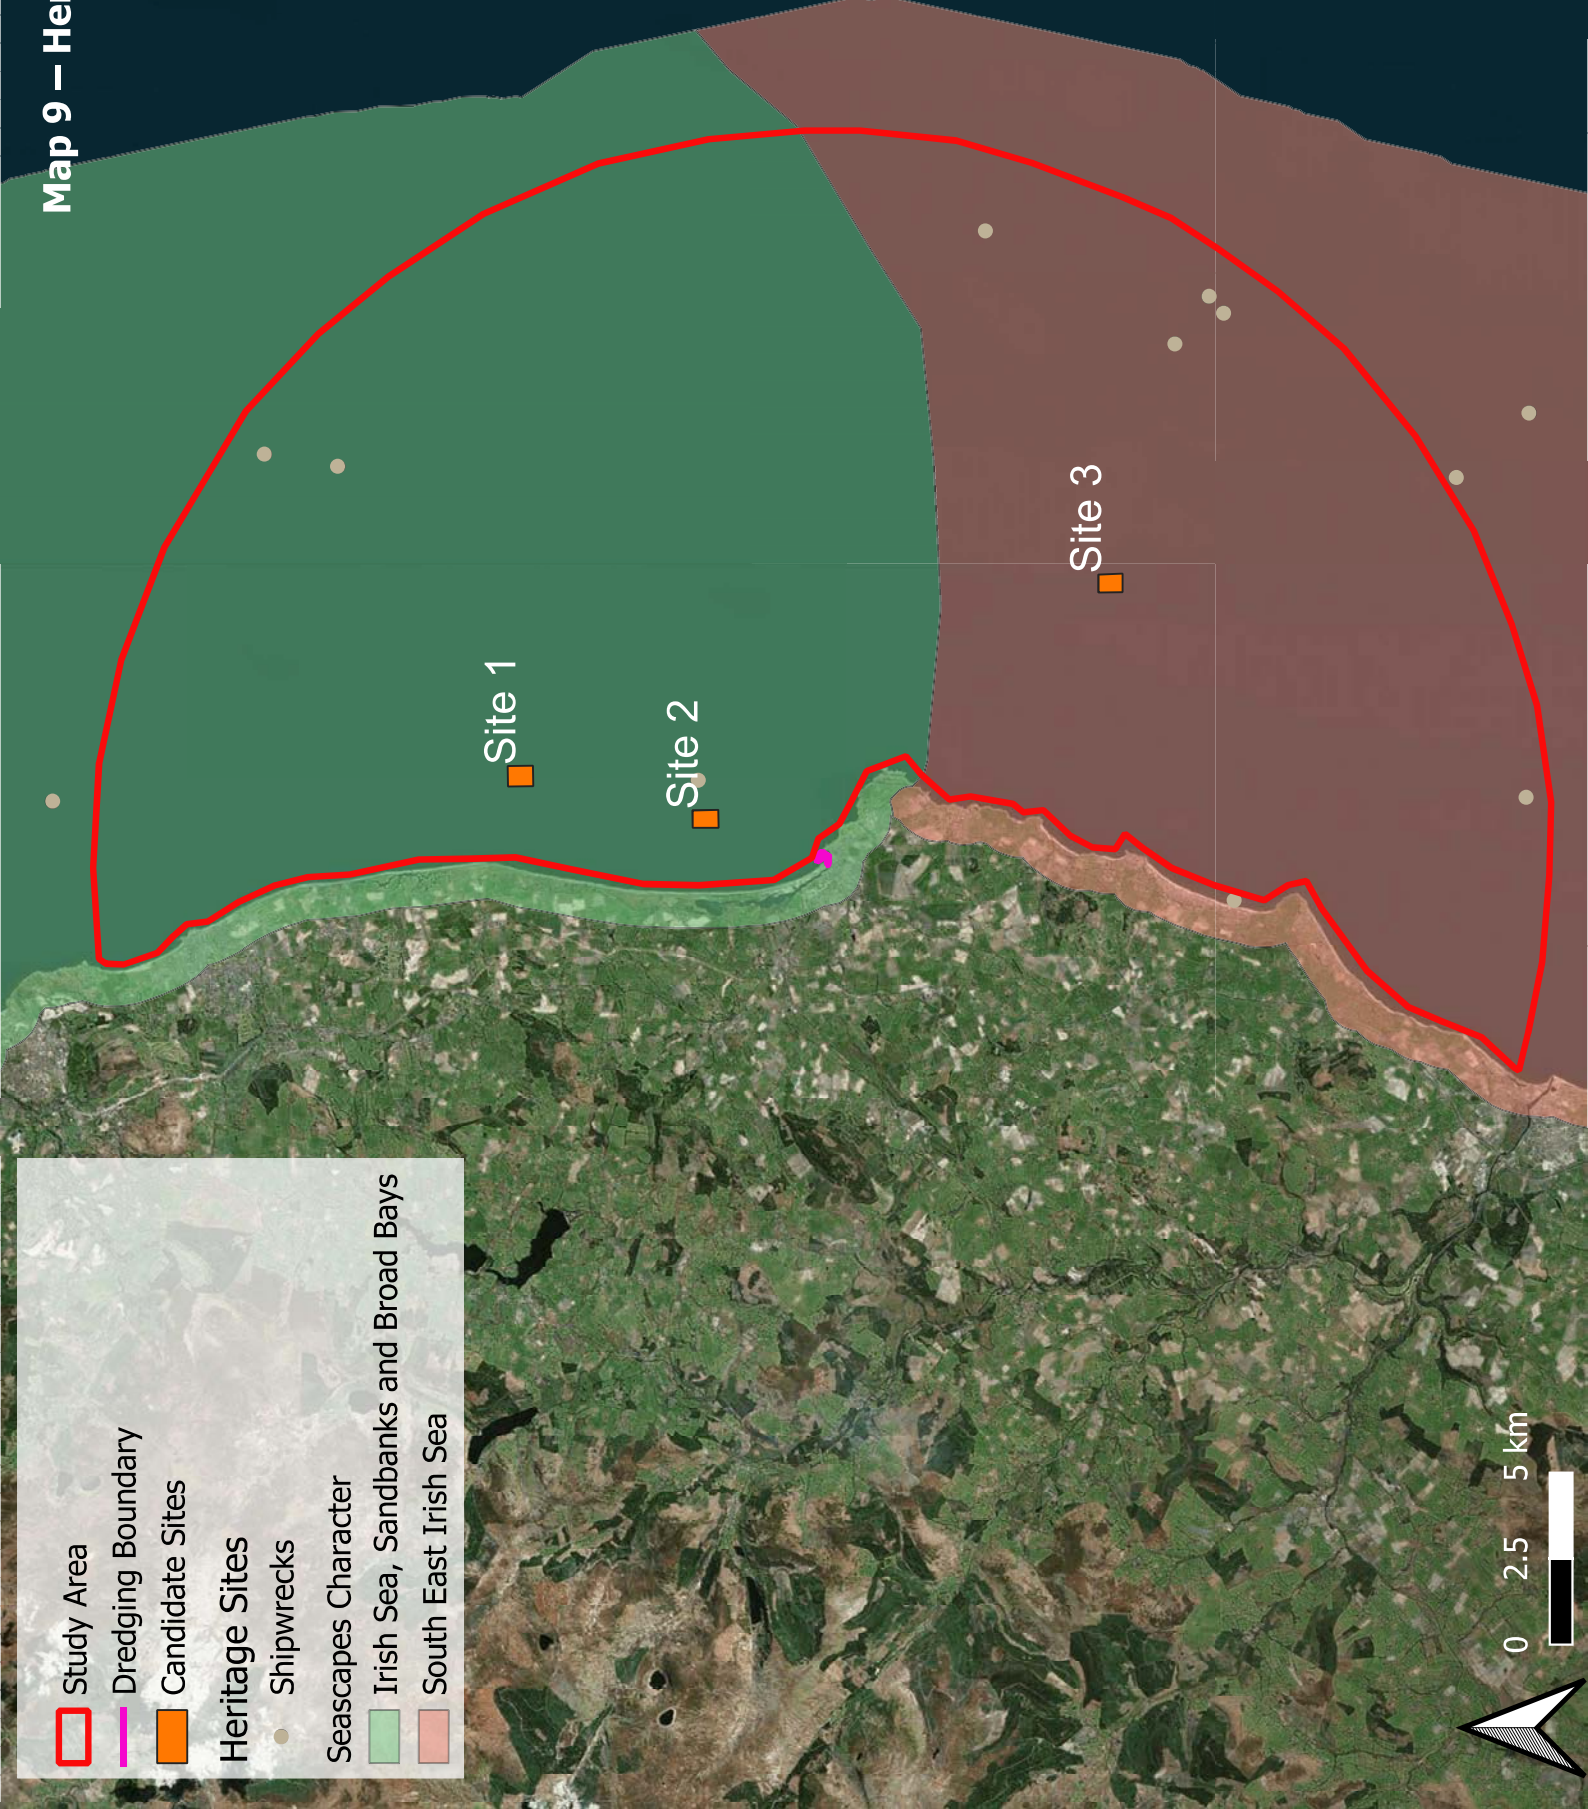 Map 9 – Her
Study Area
Dredging Boundary
Candidate Sites
Heritage Sites
Shipwrecks
Seascapes Character
Irish Sea, Sandbanks and Broad Bays
South East Irish Sea
Site 1
Site 2
Site 3
0 2.5 5 km